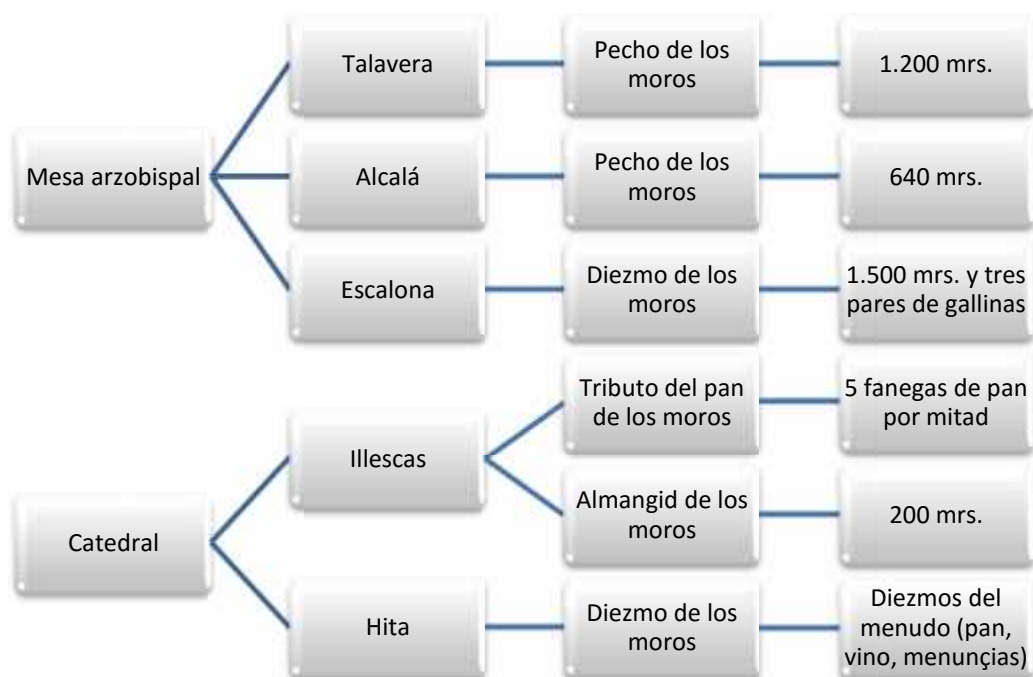 Mesa arzobispal
Talavera
Pecho de los
moros
1.200 mrs.
Alcalá
Pecho de los
moros
640 mrs.
Escalona
Diezmo de los
moros
1.500 mrs. y tres
pares de gallinas
Catedral
Illescas
Tributo del pan
de los moros
5 fanegas de pan
por mitad
Almangid de los
moros
200 mrs.
Hita
Diezmo de los
moros
Diezmos del
menudo (pan,
vino, menunçias)